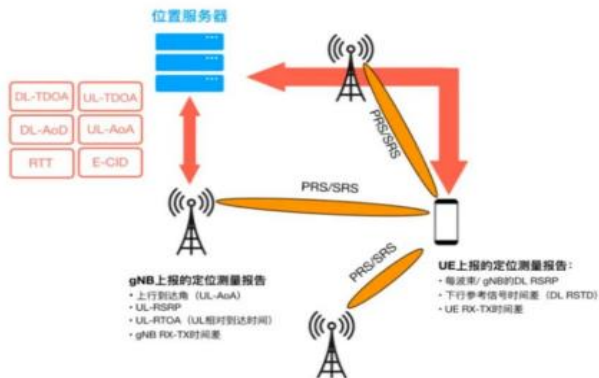 位置服务器
DL-TDOA
UL-TDOA
DL-AoD
UL-AoA
RTT
E-CID
PRS/SRS
PRS/SRS
PRS/SRS
gNB上报的定位测量报告
• 上行到达角（UL-AoA）
• UL-RSRP
• UL-RTOA（UL相对到达时间）
• gNB RX-TX时间差
UE上报的定位测量报告：
• 每波束/ gNB的DL RSRP
• 下行参考信号时间差（DL RSTD）
• UE RX-TX时间差